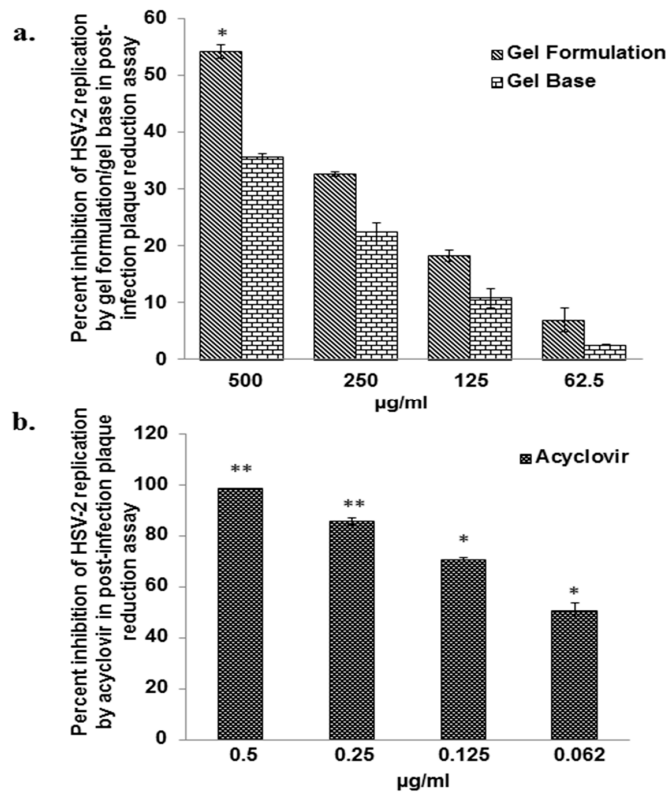 a.
Percent inhibition of HSV-2 replication
by gel formulation/gel base in post-
infection plaque reduction assay
60
50
40
30
20
10
0
*
Gel Formulation
Gel Base
500 250 125 62.5
µg/ml
b.
Percent inhibition of HSV-2 replication
by acyclovir in post-infection plaque
reduction assay
120
100
80
60
40
20
0
** ** * *
Acyclovir
0.5 0.25 0.125 0.062
µg/ml